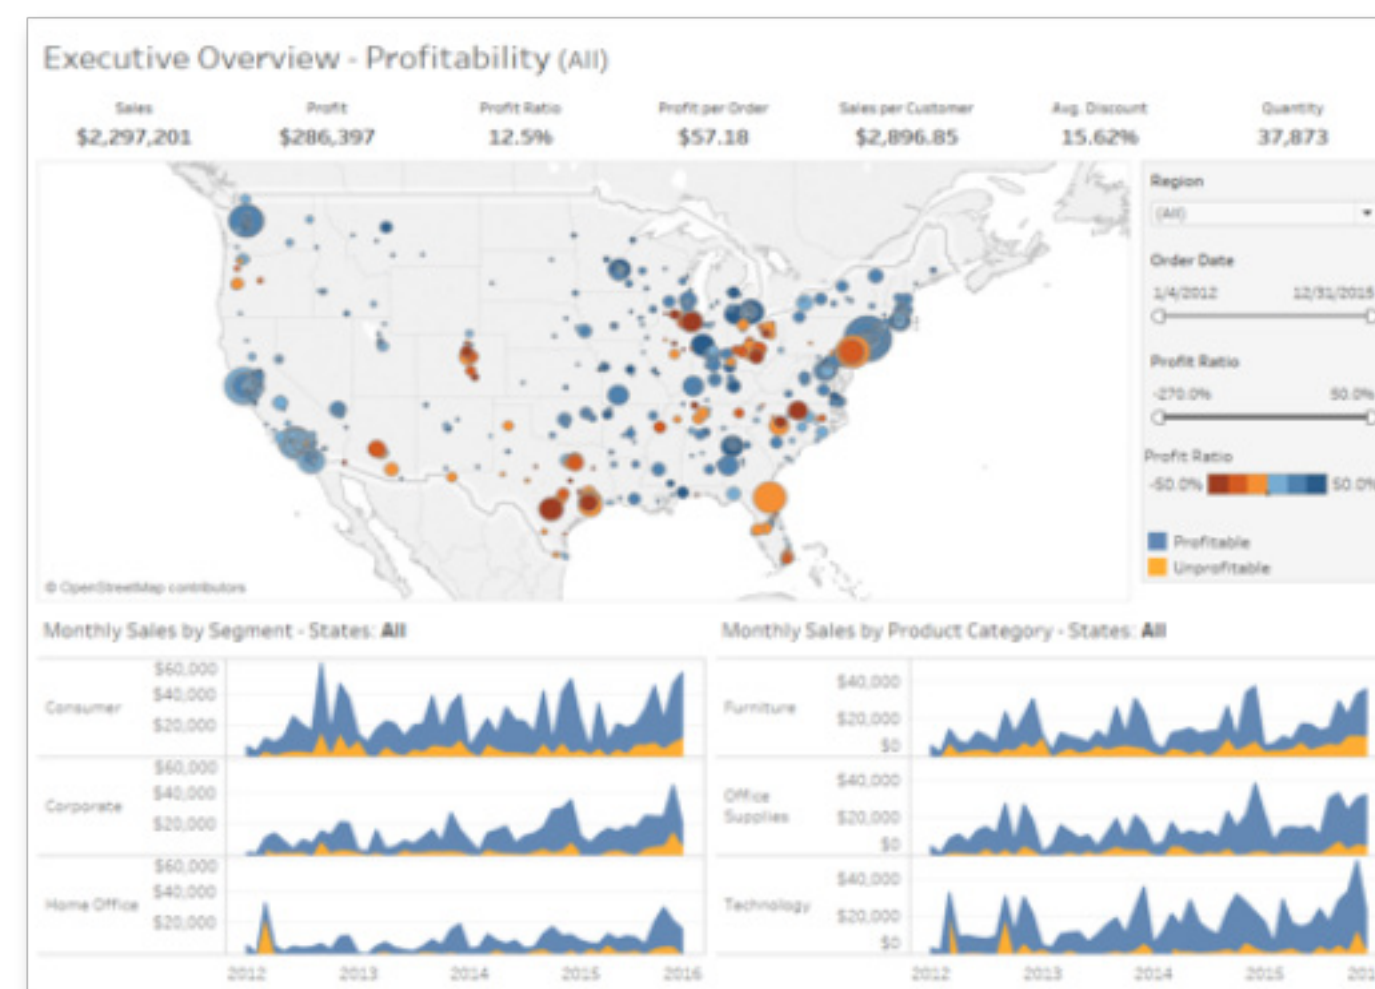 Executive Overview - Profitability (All)
Sales Profit Profit Ratio Profit per Order Sales per Customer Avg. Discount Quantity
$2,297,201 $286,397 12.5% $57.18 $2,896.85 15.62% 37,873
Region
(All)
Order Date
1/4/2012 12/31/2015
Profit Ratio
-270.0% 50.0%
Profit Ratio
-50.0% 50.0%
Profitable
Unprofitable
© OpenStreetMap contributors
Monthly Sales by Segment - States: All
Consumer
$60,000
$40,000
$20,000
Corporate
$60,000
$40,000
$20,000
Home Office
$60,000
$40,000
$20,000
2012 2013 2014 2015 2016
Monthly Sales by Product Category - States: All
Furniture
$40,000
$20,000
$0
Office
Supplies
$40,000
$20,000
$0
Technology
$40,000
$20,000
$0
2012 2013 2014 2015 201